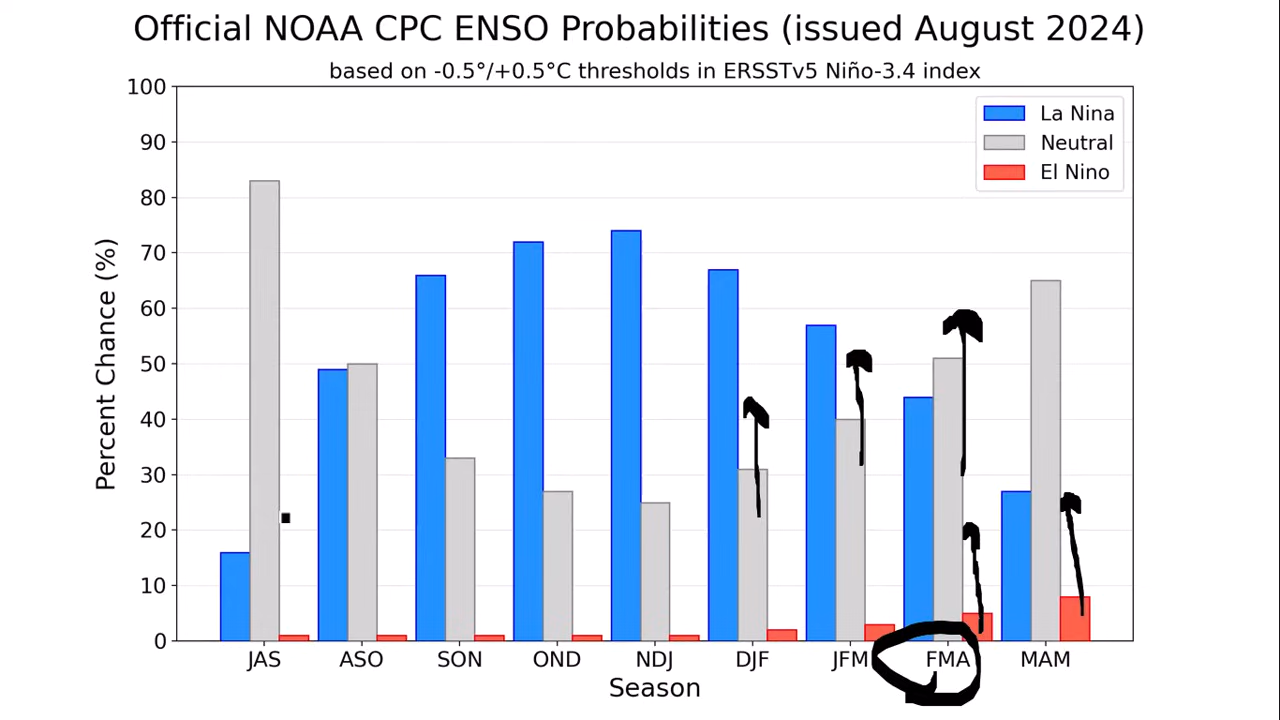 Official NOAA CPC ENSO Probabilities (issued August 2024)
based on -0.5°/+0.5°C thresholds in ERSSTv5 Niño-3.4 index
La Nina
Neutral
El Nino
Percent Chance (%)
100
90
80
70
60
50
40
30
20
10
0
JAS ASO SON OND NDJ DJF JFM FMA MAM
Season